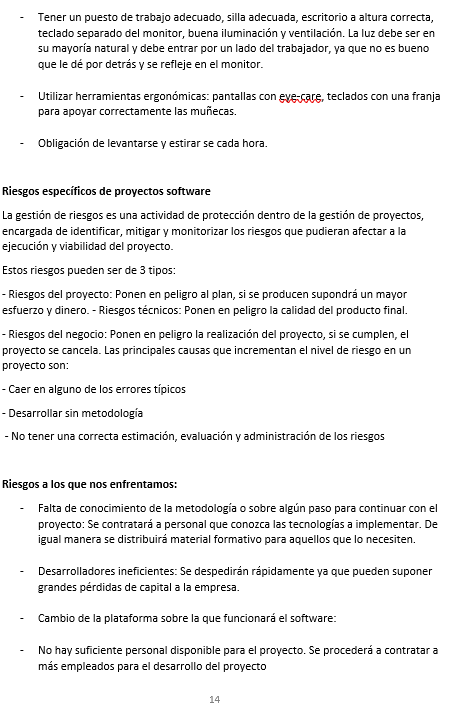 - Tener un puesto de trabajo adecuado, silla adecuada, escritorio a altura correcta,
teclado separado del monitor, buena iluminación y ventilación. La luz debe ser en
su mayoría natural y debe entrar por un lado del trabajador, ya que no es bueno
que le dé por detrás y se refleje en el monitor.
- Utilizar herramientas ergonómicas: pantallas con eye-care, teclados con una franja
para apoyar correctamente las muñecas.
- Obligación de levantarse y estirar se cada hora.
Riesgos específicos de proyectos software
La gestión de riesgos es una actividad de protección dentro de la gestión de proyectos,
encargada de identificar, mitigar y monitorizar los riesgos que pudieran afectar a la
ejecución y viabilidad del proyecto.
Estos riesgos pueden ser de 3 tipos:
- Riesgos del proyecto: Ponen en peligro al plan, si se producen supondrá un mayor
esfuerzo y dinero. - Riesgos técnicos: Ponen en peligro la calidad del producto final.
- Riesgos del negocio: Ponen en peligro la realización del proyecto, si se cumplen, el
proyecto se cancela. Las principales causas que incrementan el nivel de riesgo en un
proyecto son:
- Caer en alguno de los errores típicos
- Desarrollar sin metodología
- No tener una correcta estimación, evaluación y administración de los riesgos
Riesgos a los que nos enfrentamos:
- Falta de conocimiento de la metodología o sobre algún paso para continuar con el
proyecto: Se contratará a personal que conozca las tecnologías a implementar. De
igual manera se distribuirá material formativo para aquellos que lo necesiten.
- Desarrolladores ineficientes: Se despedirán rápidamente ya que pueden suponer
grandes pérdidas de capital a la empresa.
- Cambio de la plataforma sobre la que funcionará el software:
- No hay suficiente personal disponible para el proyecto. Se procederá a contratar a
más empleados para el desarrollo del proyecto
14